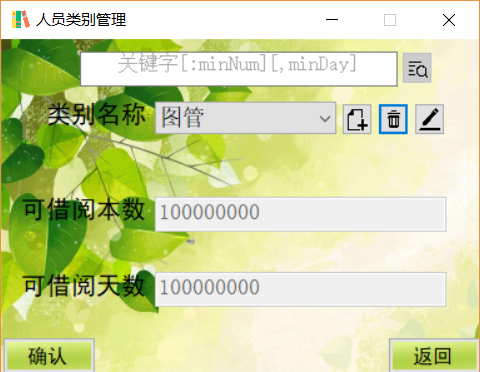 人员类别管理
关键字[:minNum][,minDay]
类别名称 图管
可借阅本数 100000000
可借阅天数 100000000
确认 返回